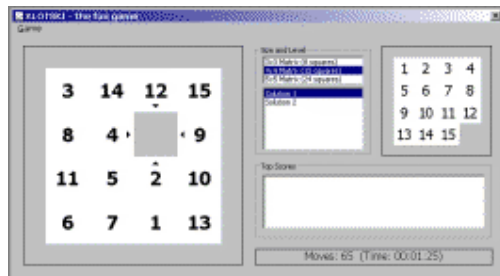 XLOTSKI - the fusi game
Game
3 14 12 15
8 4 9
11 5 2 10
6 7 1 13
Size and Level
3x3 Matrix (8 squares)
4x4 Matrix (15 squares)
5x5 Matrix (24 squares)
Solution 1
Solution 2
1 2 3 4
5 6 7 8
9 10 11 12
13 14 15
Top Scores
Moves: 65 (Time: 00:01:25)